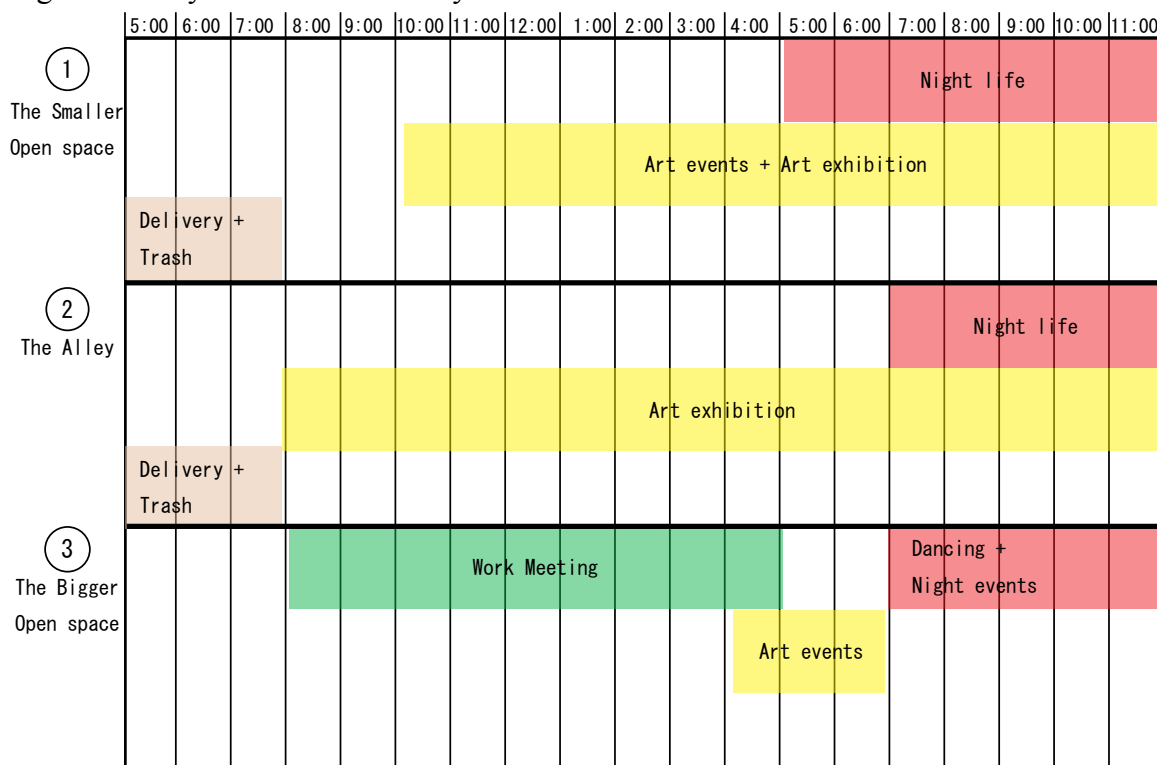 5:00 6:00 7:00 8:00 9:00 10:00 11:00 12:00 1:00 2:00 3:00 4:00 5:00 6:00 7:00 8:00 9:00 10:00 11:00
1
The Smaller
Open space
Night life
Art events + Art exhibition
Delivery +
Trash
2
The Alley
Night life
Art exhibition
Delivery +
Trash
3
The Bigger
Open space
Work Meeting
Dancing +
Night events
Art events